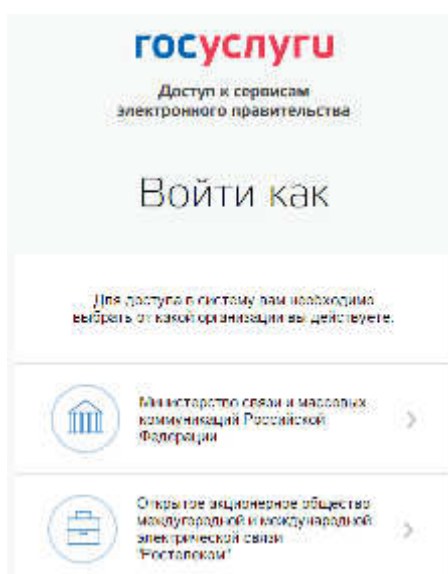 госуслуги
Доступ к сервисам
электронного правительства
Войти как
Для доступа в систему вам необходимо
выбрать от какой организации вы действуете.
Министерство связи и массовых
коммуникаций Российской
Федерации
Открытое акционерное общество
междугородной и международной
электрической связи
"Ростелеком"